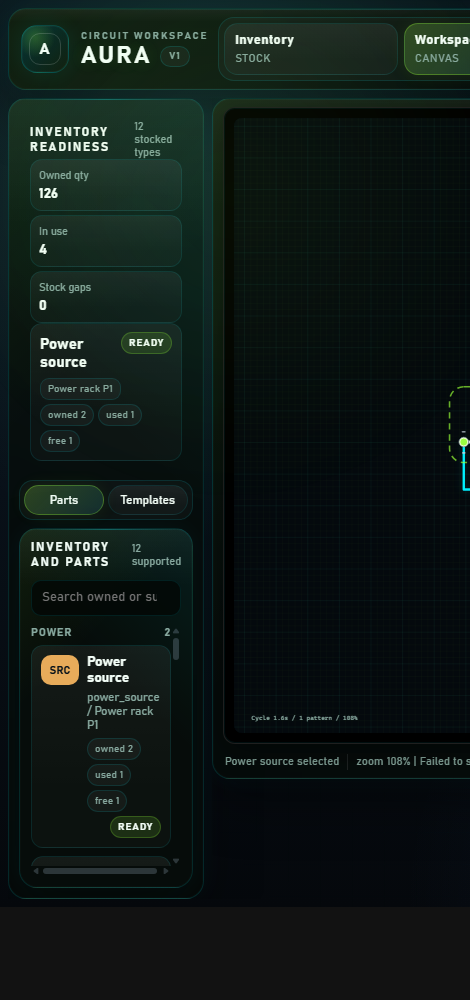 A
CIRCUIT WORKSPACE
AURA
V1
Inventory
STOCK
Workspa
CANVAS
INVENTORY
READINESS
12
stocked
types
Owned qty
126
In use
4
Stock gaps
0
Power
source
READY
Power rack P1
owned 2
used 1
free 1
Parts
Templates
INVENTORY
AND PARTS
12
supported
Search owned or su
POWER
2
SRC
Power
source
power_source
/ Power rack
P1
owned 2
used 1
free 1
READY
Cycle 1.6s / 1 pattern / 108%
Power source selected
zoom 108% | Failed to s